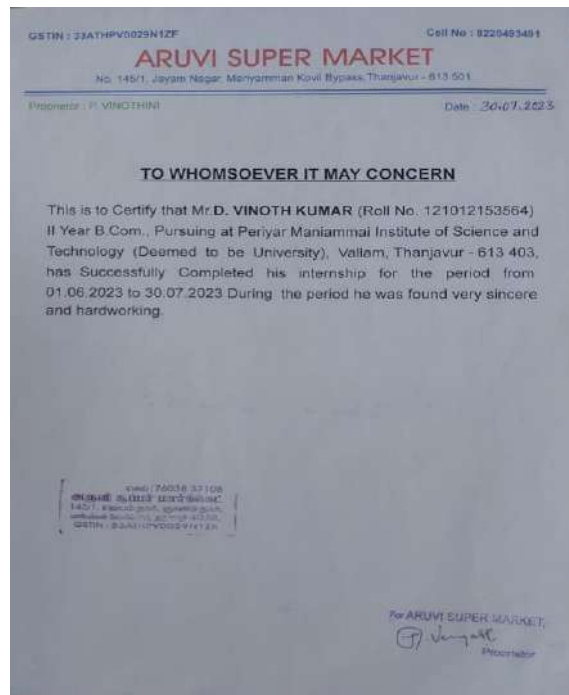 GSTIN : 33ATHPV0029N1ZF
Cell No : 8220493491
ARUVI SUPER MARKET
No. 145/1, Jayam Nagar, Mariyamman Kovil Bypass, Thanjavur - 613 501
Proprietor : P. VINOTHINI
Date : 30.07.2023
TO WHOMSOEVER IT MAY CONCERN
This is to Certify that Mr.D. VINOTH KUMAR (Roll No. 121012153564)
II Year B.Com., Pursuing at Periyar Maniammai Institute of Science and
Technology (Deemed to be University), Vallam, Thanjavur - 613 403,
has Successfully Completed his internship for the period from
01.06.2023 to 30.07.2023 During the period he was found very sincere
and hardworking.
அருவி சூப்பர் மார்க்கெட்
For ARUVI SUPER MARKET,
Proprietor